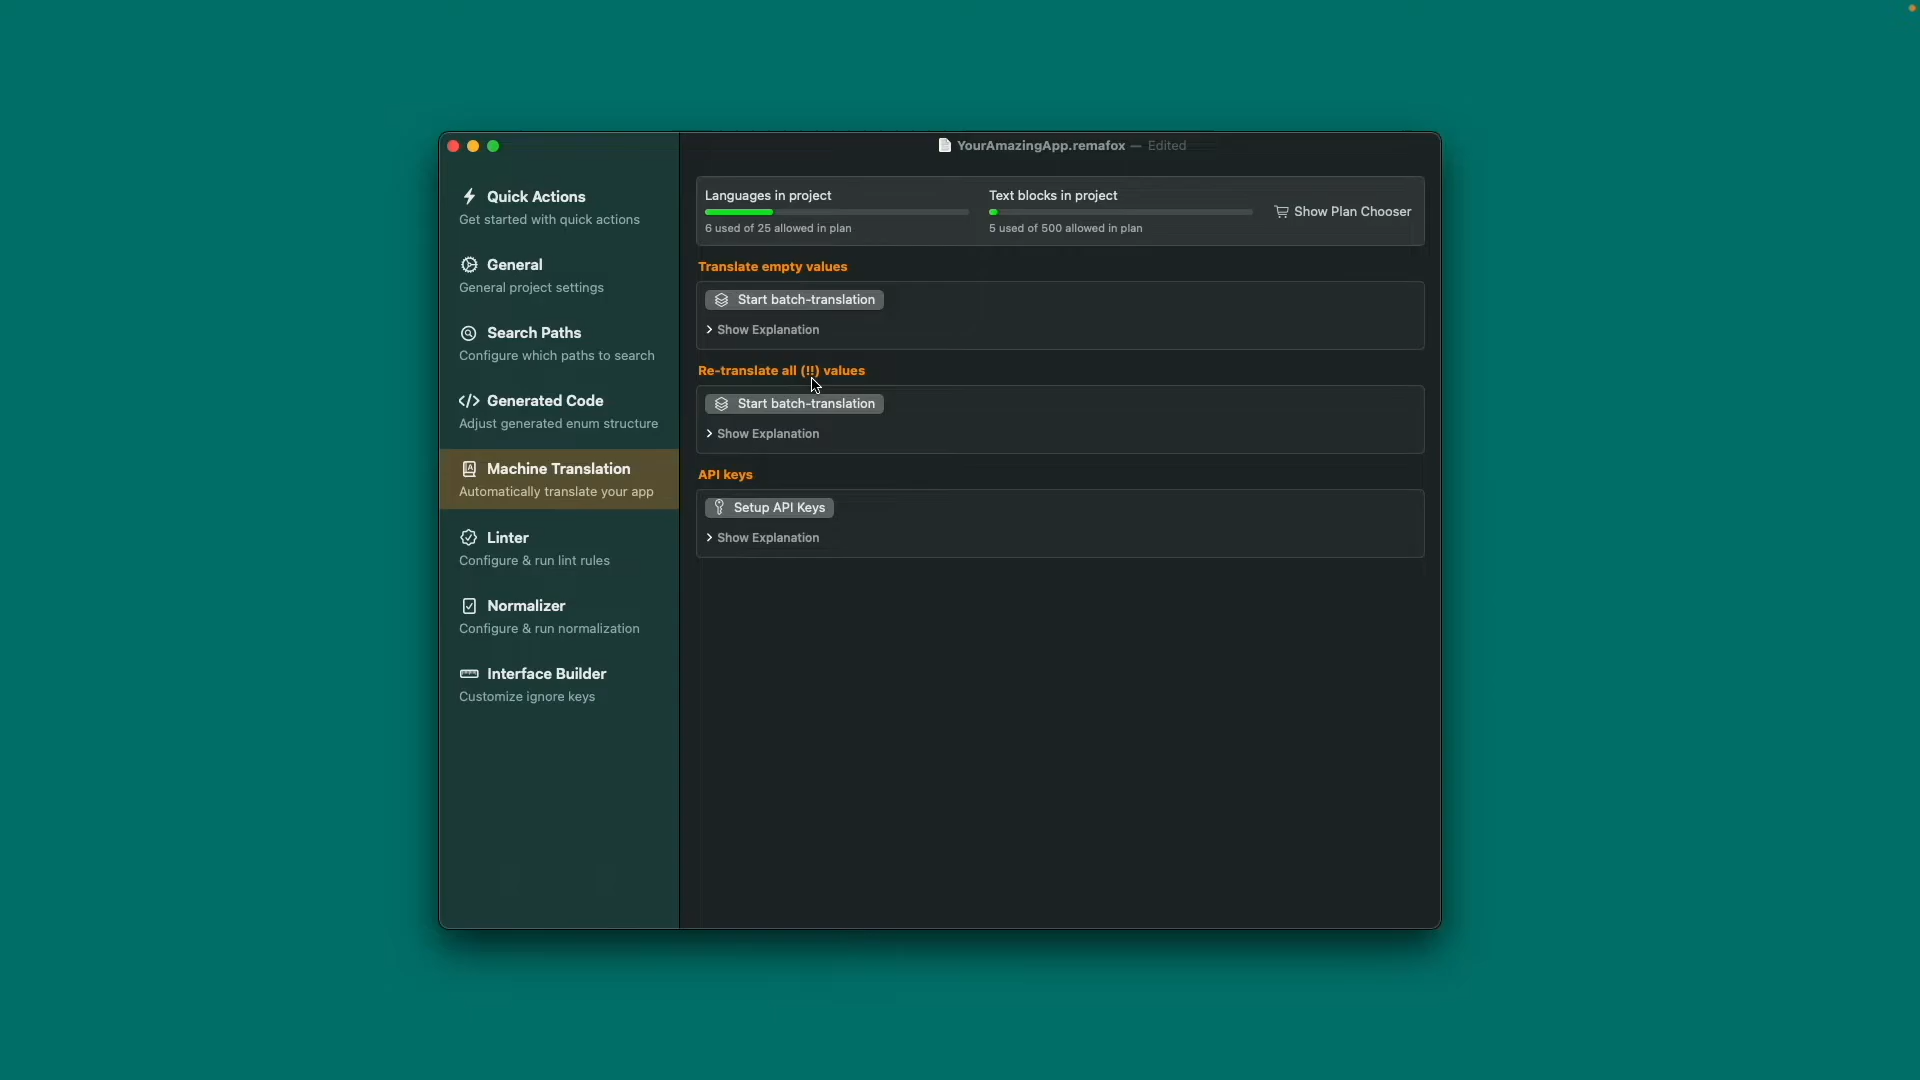 YourAmazingApp.remafox — Edited
Quick Actions
Get started with quick actions
General
General project settings
Search Paths
Configure which paths to search
Generated Code
Adjust generated enum structure
Machine Translation
Automatically translate your app
Linter
Configure & run lint rules
Normalizer
Configure & run normalization
Interface Builder
Customize ignore keys
Languages in project
6 used of 25 allowed in plan
Text blocks in project
5 used of 500 allowed in plan
Show Plan Chooser
Translate empty values
Start batch-translation
Show Explanation
Re-translate all (!!) values
Start batch-translation
Show Explanation
API keys
Setup API Keys
Show Explanation